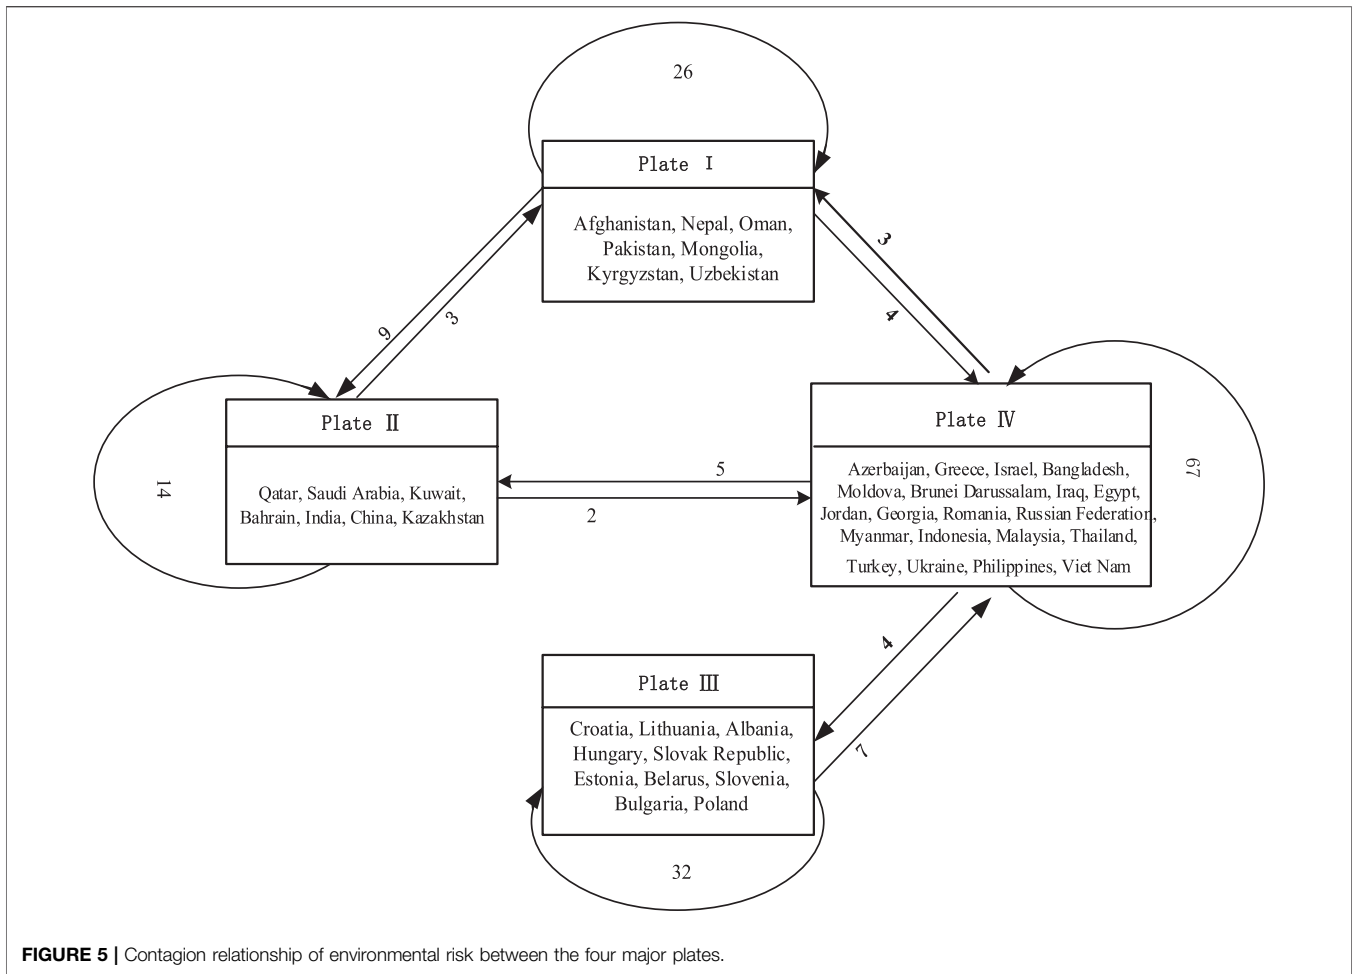 26
Plate Ⅰ
Afghanistan, Nepal, Oman,
Pakistan, Mongolia,
Kyrgyzstan, Uzbekistan
9
3
3
4
Plate Ⅱ
Qatar, Saudi Arabia, Kuwait,
Bahrain, India, China, Kazakhstan
14
5
2
Plate Ⅳ
Azerbaijan, Greece, Israel, Bangladesh,
Moldova, Brunei Darussalam, Iraq, Egypt,
Jordan, Georgia, Romania, Russian Federation,
Myanmar, Indonesia, Malaysia, Thailand,
Turkey, Ukraine, Philippines, Viet Nam
67
4
7
Plate Ⅲ
Croatia, Lithuania, Albania,
Hungary, Slovak Republic,
Estonia, Belarus, Slovenia,
Bulgaria, Poland
32
FIGURE 5 | Contagion relationship of environmental risk between the four major plates.